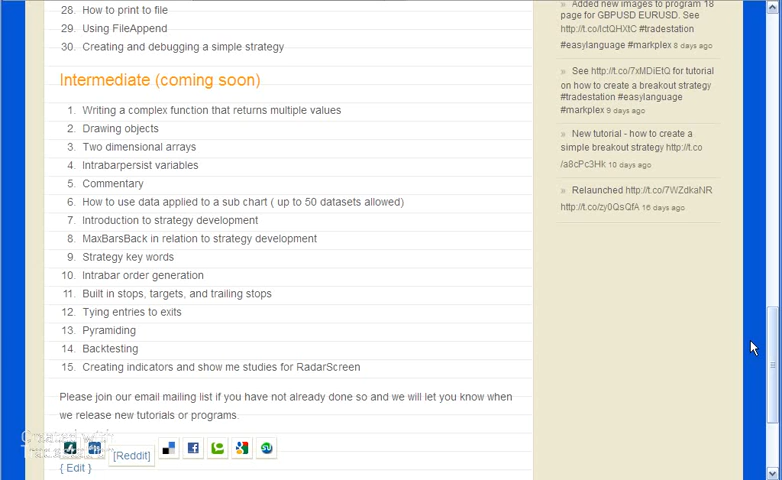 28. How to print to file
29. Using FileAppend
30. Creating and debugging a simple strategy
Intermediate (coming soon)
1. Writing a complex function that returns multiple values
2. Drawing objects
3. Two dimensional arrays
4. Intrabarpersist variables
5. Commentary
6. How to use data applied to a sub chart ( up to 50 datasets allowed)
7. Introduction to strategy development
8. MaxBarsBack in relation to strategy development
9. Strategy key words
10. Intrabar order generation
11. Built in stops, targets, and trailing stops
12. Tying entries to exits
13. Pyramiding
14. Backtesting
15. Creating indicators and show me studies for RadarScreen
Please join our email mailing list if you have not already done so and we will let you know when
we release new tutorials or programs.
[Reddit]
{ Edit }
Created with
» Added new images to program 18
page for GBPUSD EURUSD. See
http://t.co/IctQHXtC #tradestation
#easylanguage #markplex 8 days ago
» See http://t.co/7xMDiEtQ for tutorial
on how to create a breakout strategy
#tradestation #easylanguage
#markplex 9 days ago
» New tutorial - how to create a
simple breakout strategy http://t.co
/a8cPc3Hk 10 days ago
» Relaunched http://t.co/7WZdkaNR
http://t.co/zy0QsQfA 16 days ago